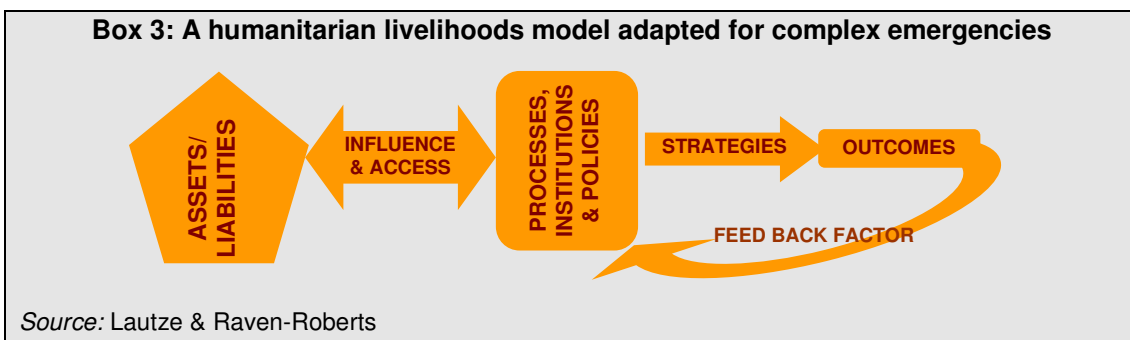 Box 3: A humanitarian livelihoods model adapted for complex emergencies
ASSETS/
LIABILITIES
INFLUENCE
& ACCESS
PROCESSES,
INSTITUTIONS
& POLICIES
STRATEGIES
OUTCOMES
FEED BACK FACTOR
Source: Lautze & Raven-Roberts